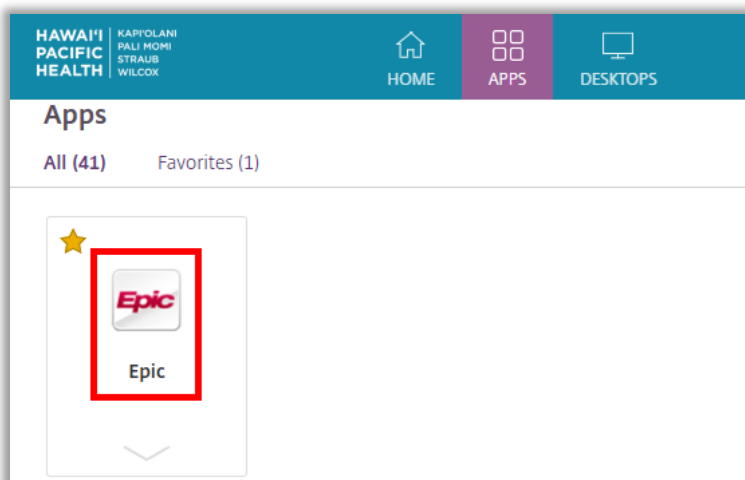 HAWAI'I
PACIFIC
HEALTH
KAPI'OLANI
PALI MOMI
STRAUB
WILCOX
HOME
APPS
DESKTOPS
Apps
All (41) Favorites (1)
Epic
Epic